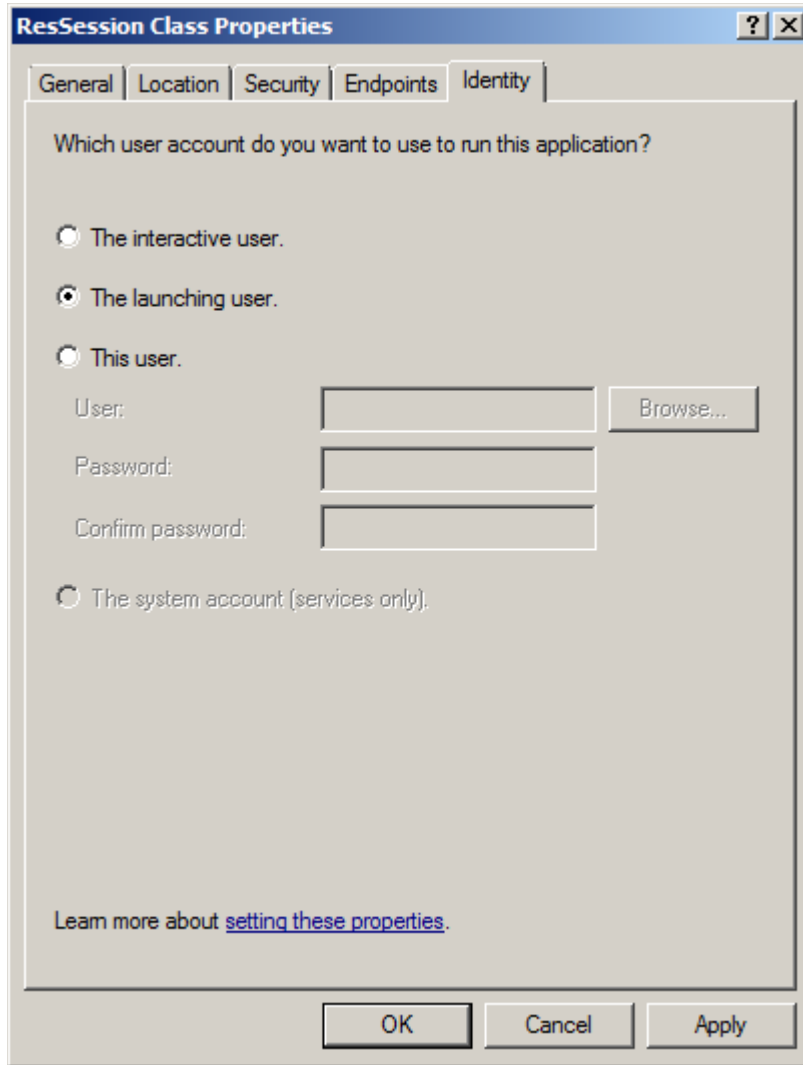 ResSession Class Properties
General Location Security Endpoints Identity
Which user account do you want to use to run this application?
The interactive user.
The launching user.
This user.
User:
Browse...
Password:
Confirm password:
The system account (services only).
Learn more about setting these properties.
OK Cancel Apply